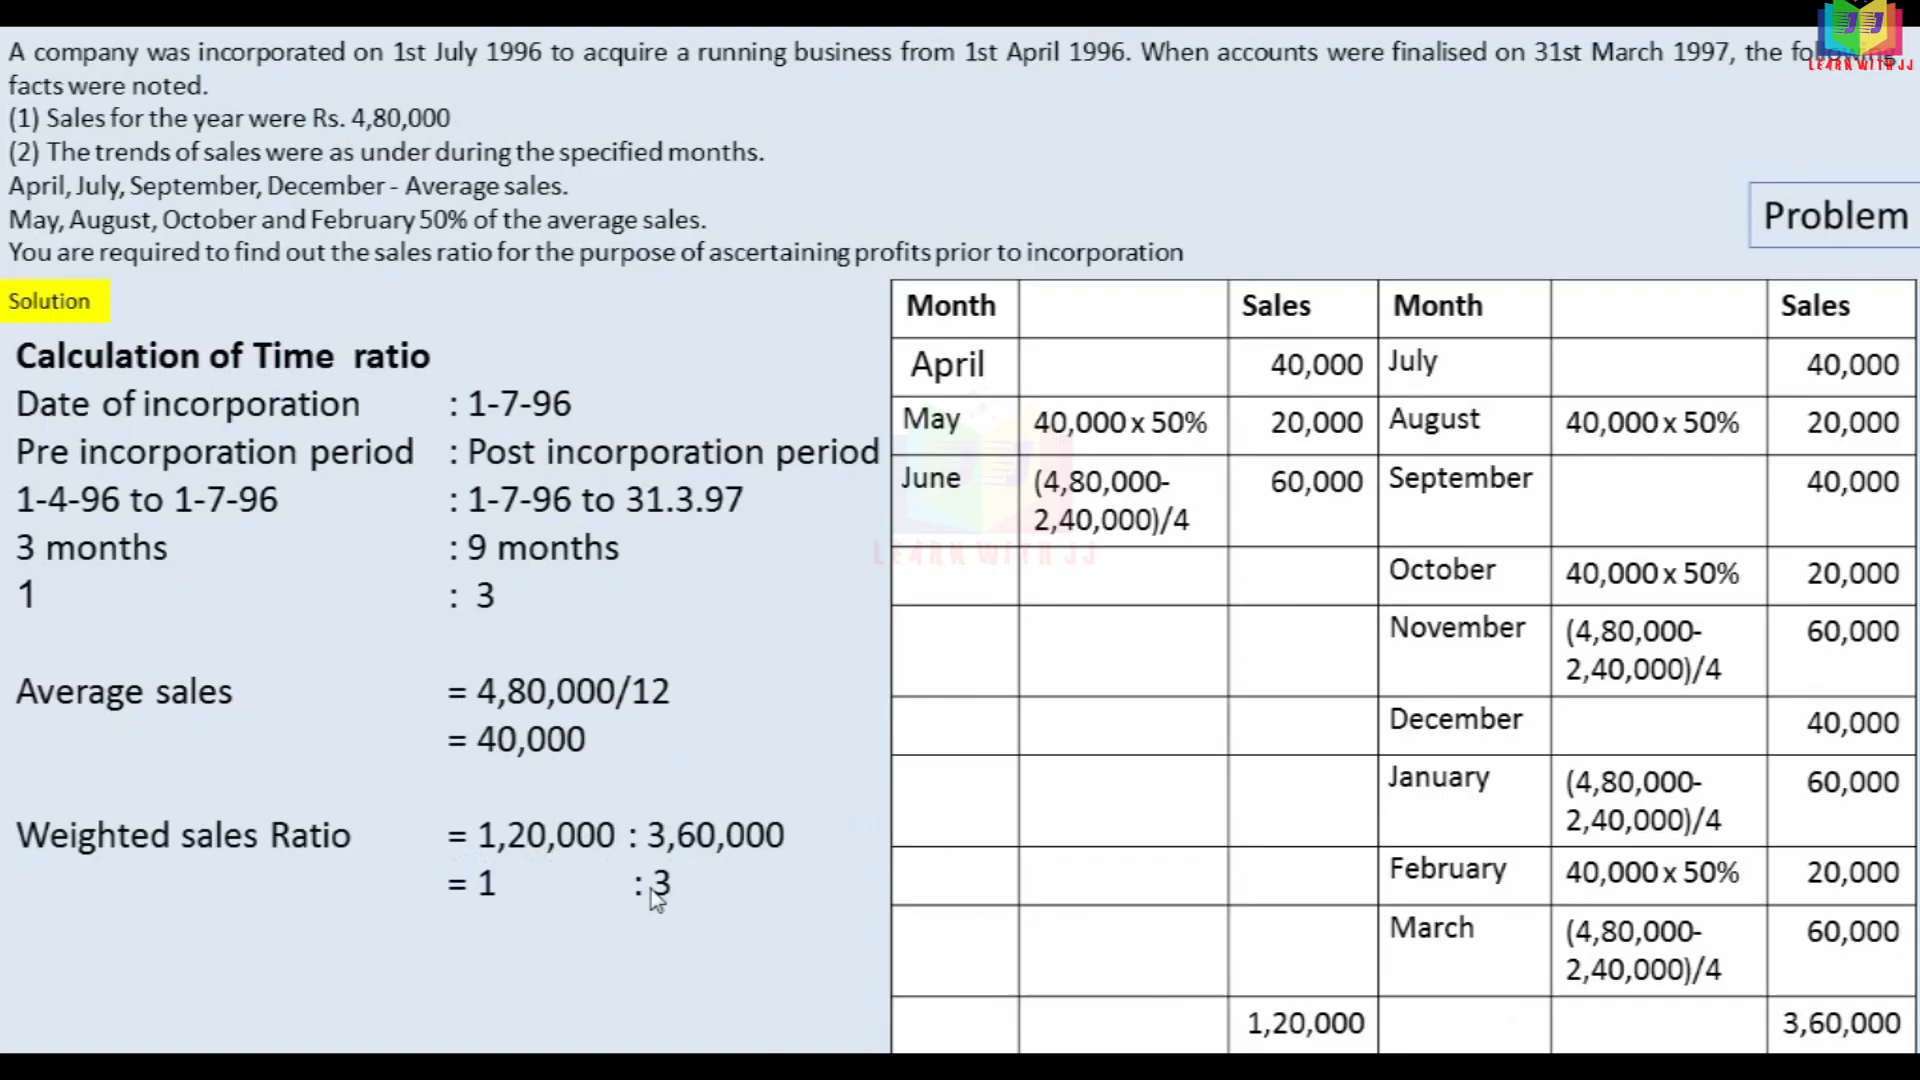 A company was incorporated on 1st July 1996 to acquire a running business from 1st April 1996. When accounts were finalised on 31st March 1997, the
facts were noted.
(1) Sales for the year were Rs. 4,80,000
(2) The trends of sales were as under during the specified months.
April, July, September, December - Average sales.
May, August, October and February 50% of the average sales.
You are required to find out the sales ratio for the purpose of ascertaining profits prior to incorporation
LEARN WITH JJ
Problem
Solution
Calculation of Time ratio
Date of incorporation : 1-7-96
Pre incorporation period : Post incorporation period
1-4-96 to 1-7-96 : 1-7-96 to 31.3.97
3 months : 9 months
1 : 3
Average sales = 4,80,000/12
= 40,000
Weighted sales Ratio = 1,20,000 : 3,60,000
= 1 : 3
Month Sales Month Sales
April 40,000 July 40,000
May 40,000 x 50% 20,000 August 40,000 x 50% 20,000
June (4,80,000- 60,000 September 40,000
2,40,000)/4
LEARN WITH JJ
October 40,000 x 50% 20,000
November (4,80,000- 60,000
2,40,000)/4
December 40,000
January (4,80,000- 60,000
2,40,000)/4
February 40,000 x 50% 20,000
March (4,80,000- 60,000
2,40,000)/4
1,20,000 3,60,000